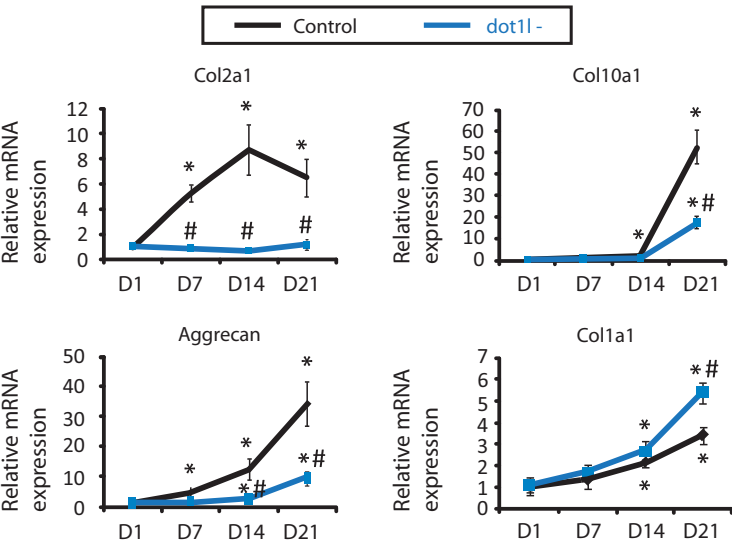 Control dot1l -
Col2a1
Relative mRNA
expression
12
10
8
6
4
2
0
* * *
# # #
D1 D7 D14 D21
Col10a1
Relative mRNA
expression
70
60
50
40
30
20
10
0
*
*#
*
D1 D7 D14 D21
Aggrecan
Relative mRNA
expression
50
40
30
20
10
0
*
*
*
*#
*#
D1 D7 D14 D21
Col1a1
Relative mRNA
expression
7
6
5
4
3
2
1
0
*#
*
*
*
D1 D7 D14 D21